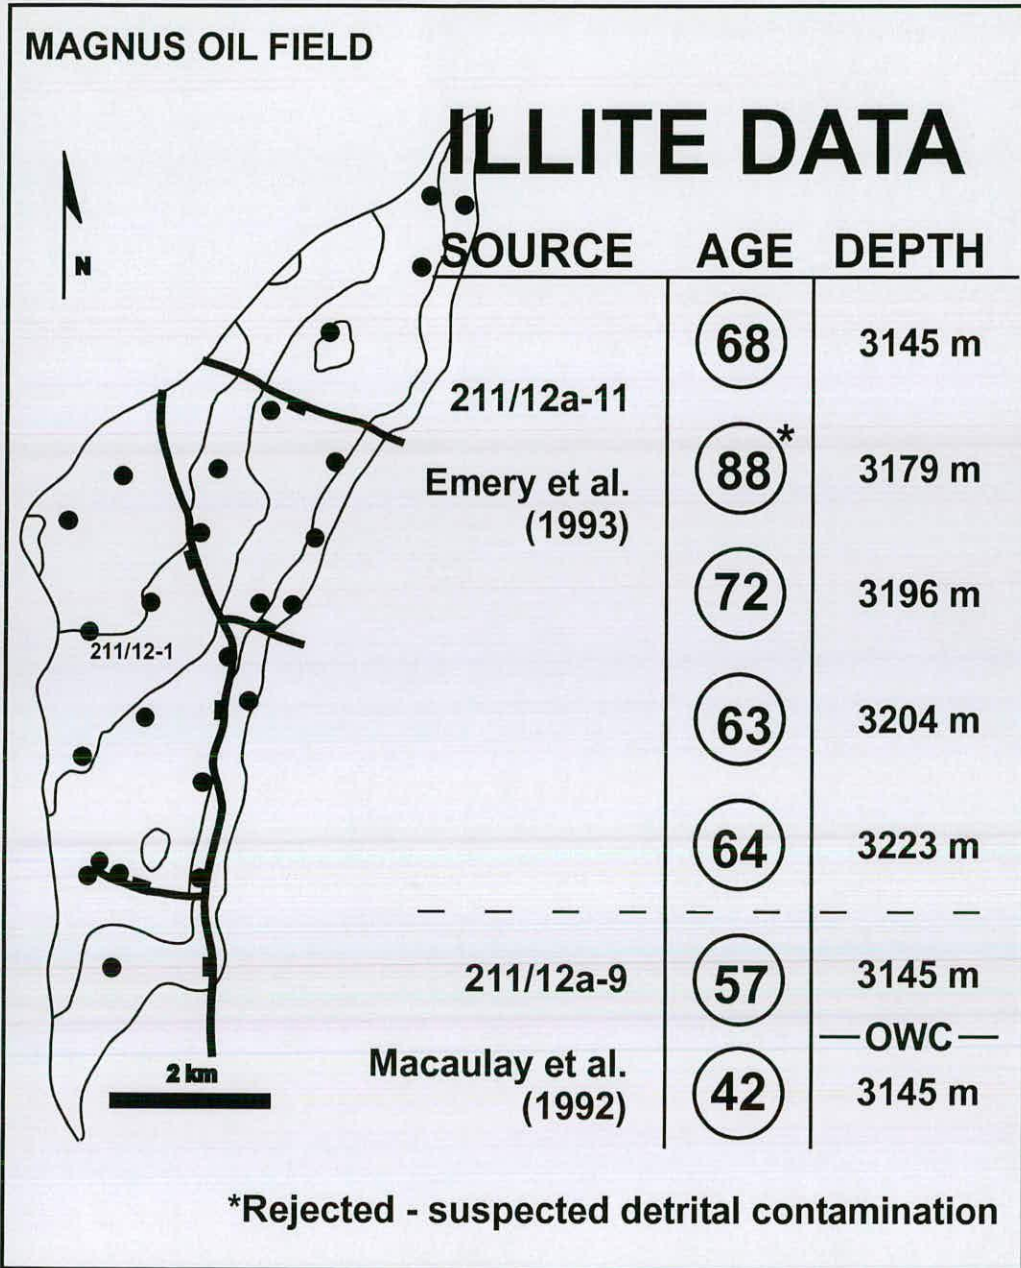 MAGNUS OIL FIELD
ILLITE DATA
N
SOURCE AGE DEPTH
68 3145 m
211/12a-11
88* 3179 m
Emery et al.
(1993)
72 3196 m
211/12-1
63 3204 m
64 3223 m
211/12a-9 57 3145 m
OWC
Macaulay et al.
(1992)
42 3145 m
2 km
*Rejected - suspected detrital contamination